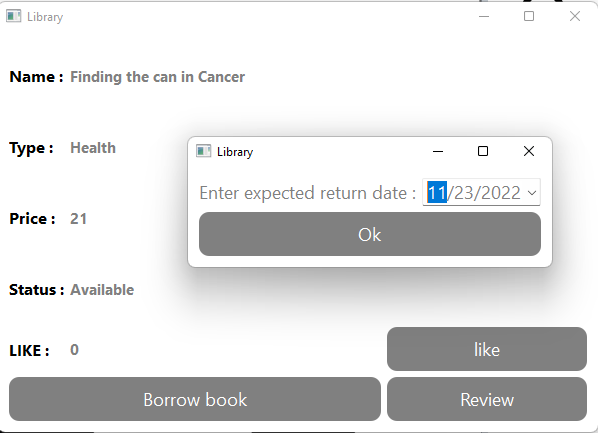 Library
Name : Finding the can in Cancer
Type : Health
Library
Enter expected return date : 11/23/2022
Ok
Price : 21
Status : Available
LIKE : 0
like
Borrow book
Review